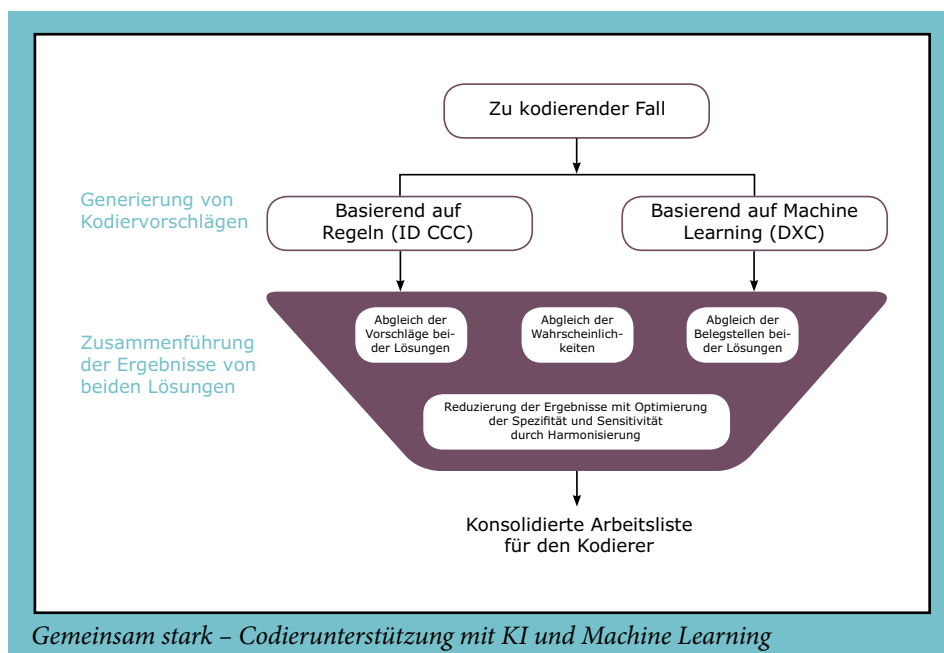 Zu kodierender Fall
Generierung von
Kodiervorschlägen
Basierend auf
Regeln (ID CCC)
Basierend auf Machine
Learning (DXC)
Zusammenführung
der Ergebnisse von
beiden Lösungen
Abgleich der
Vorschläge bei-
der Lösungen
Abgleich der
Wahrscheinlich-
keiten
Abgleich der
Belegstellen bei-
der Lösungen
Reduzierung der Ergebnisse mit Optimierung
der Spezifität und Sensitivität
durch Harmonisierung
Konsolidierte Arbeitsliste
für den Kodierer
Gemeinsam stark – Codierunterstützung mit KI und Machine Learning